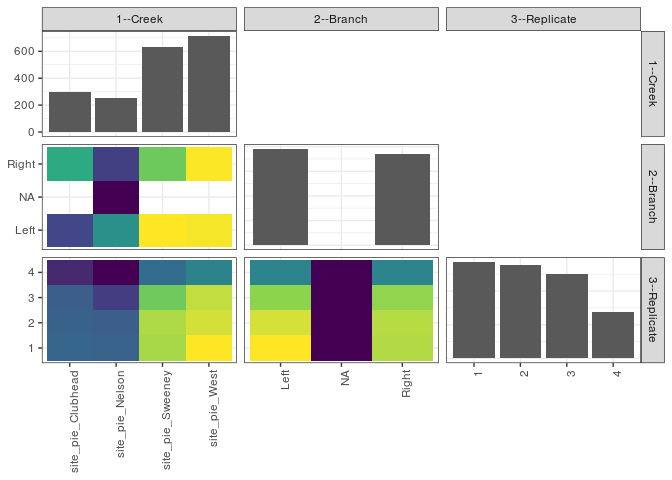 1--Creek
2--Branch
3--Replicate
600
400
200
0
1--Creek
Right
NA
Left
2--Branch
4
3
2
1
3--Replicate
site_pie_Clubhead
site_pie_Nelson
site_pie_Sweeney
site_pie_West
Left
NA
Right
1
2
3
4